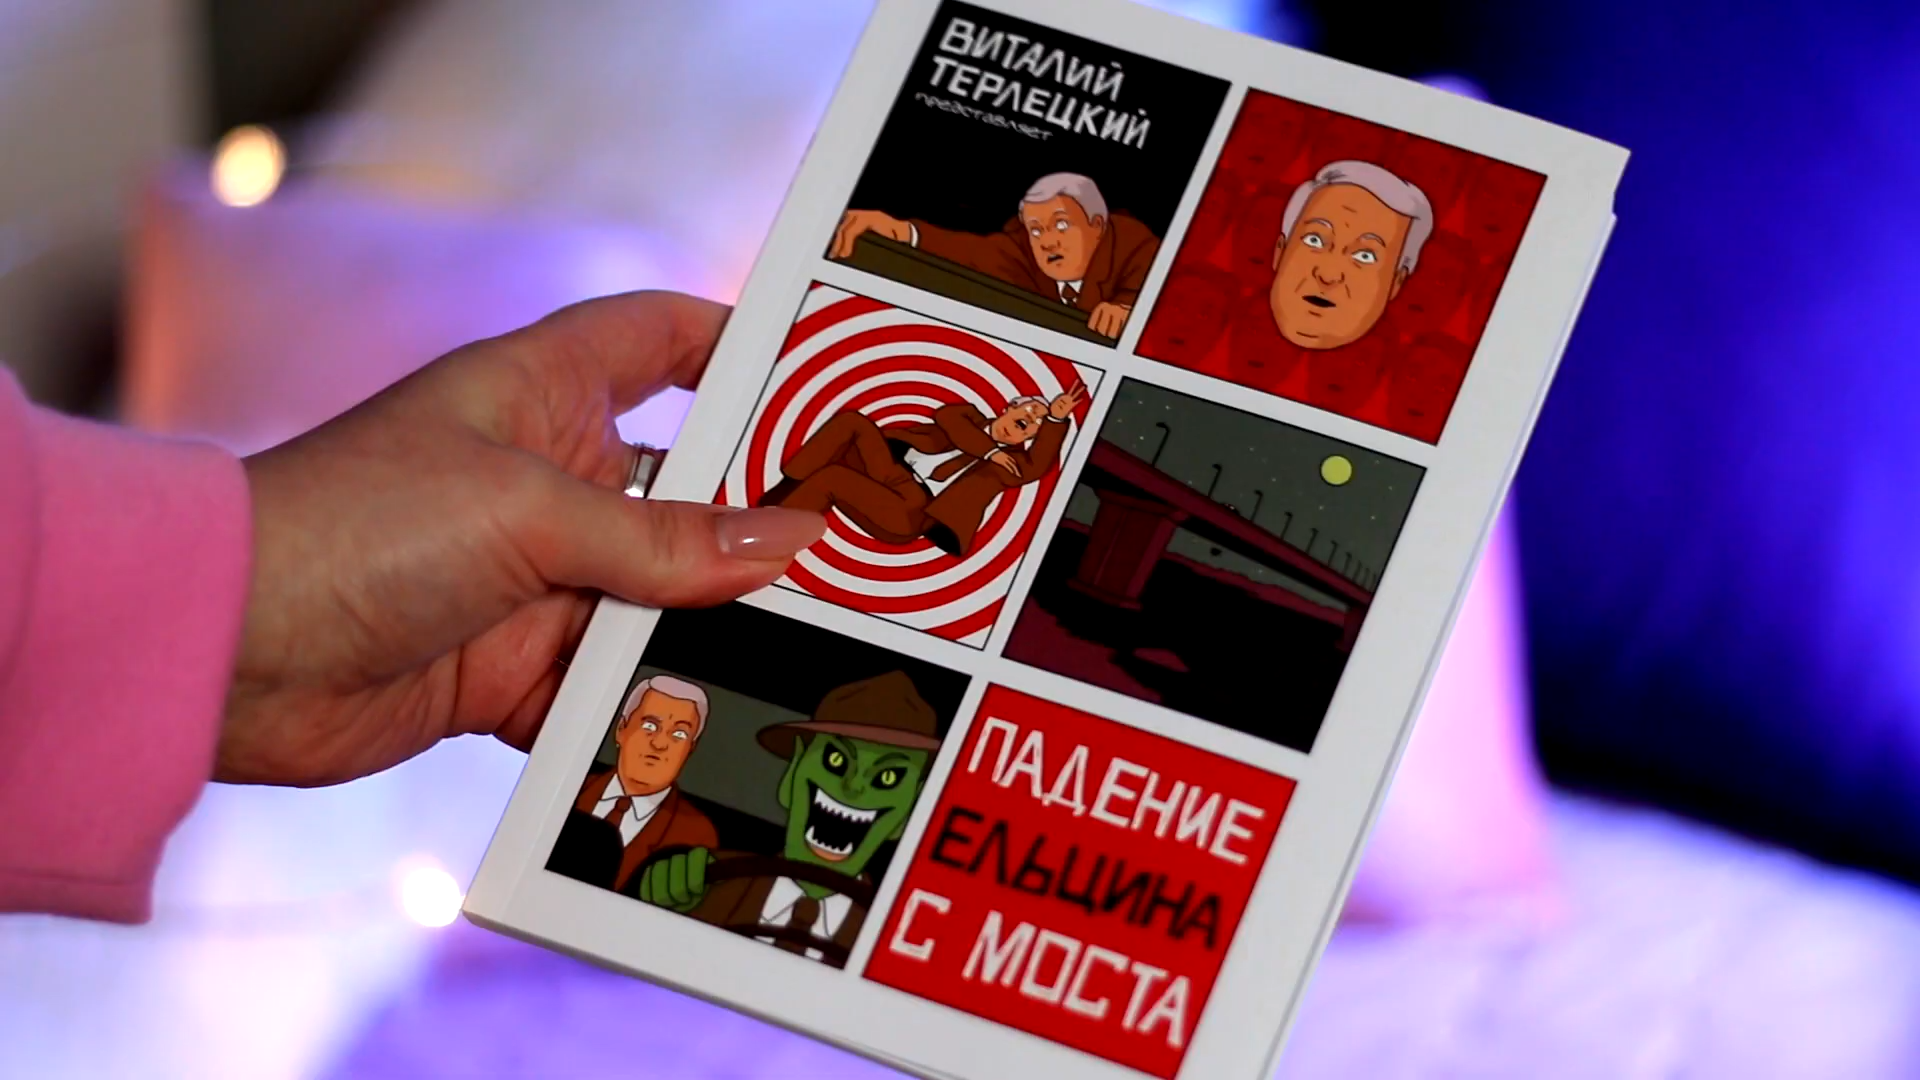 ВИТАЛИЙ
ТЕРЛЕЦКИЙ
представляет
ПАДЕНИЕ
ЕЛЬЦИНА
С МОСТА